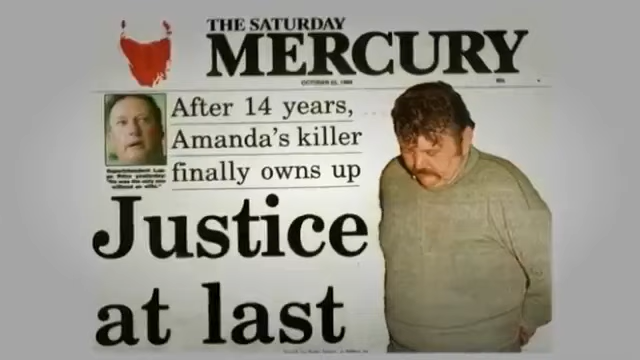 THE SATURDAY
MERCURY
After 14 years,
Amanda's killer
finally owns up
Justice
at last